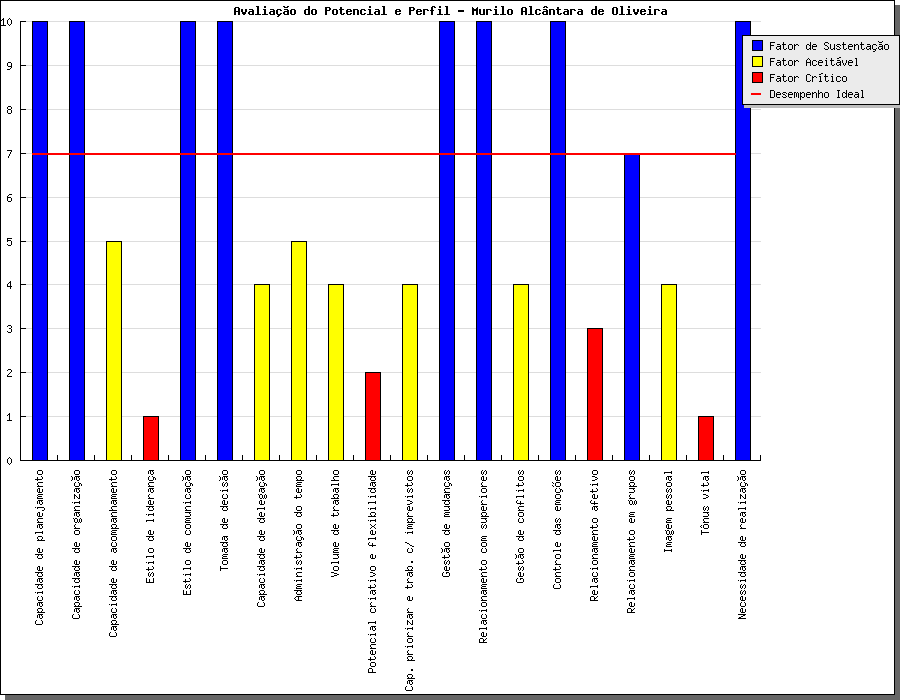 Avaliação do Potencial e Perfil - Murilo Alcântara de Oliveira
10
9
8
7
6
5
4
3
2
1
0
Fator de Sustentação
Fator Aceitável
Fator Crítico
Desempenho Ideal
Capacidade de planejamento
Capacidade de organização
Capacidade de acompanhamento
Estilo de liderança
Estilo de comunicação
Tomada de decisão
Capacidade de delegação
Administração do tempo
Volume de trabalho
Potencial criativo e flexibilidade
Cap. priorizar e trab. c/ imprevistos
Gestão de mudanças
Relacionamento com superiores
Gestão de conflitos
Controle das emoções
Relacionamento afetivo
Relacionamento em grupos
Imagem pessoal
Tônus vital
Necessidade de realização